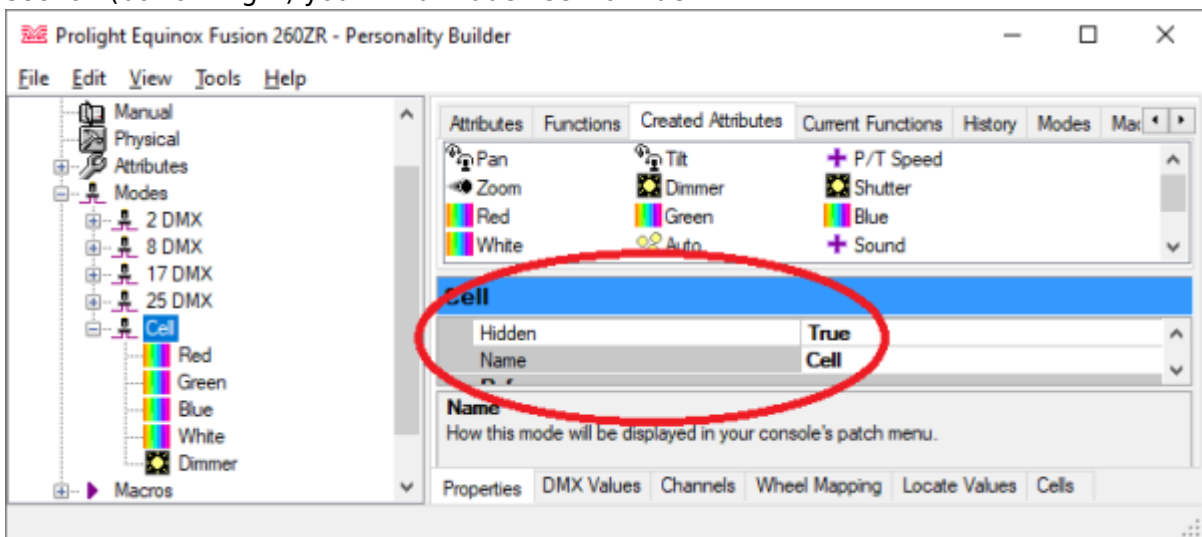 Prolight Equinox Fusion 260ZR - Personality Builder
File Edit View Tools Help
Manual
Physical
Attributes
Modes
2 DMX
8 DMX
17 DMX
25 DMX
Cell
Red
Green
Blue
White
Dimmer
Macros
Attributes Functions Created Attributes Current Functions History Modes
Pan Tilt P/T Speed
Zoom Dimmer Shutter
Red Green Blue
White Auto Sound
Cell
Hidden True
Name Cell
Name
How this mode will be displayed in your console's patch menu.
Properties DMX Values Channels Wheel Mapping Locate Values Cells